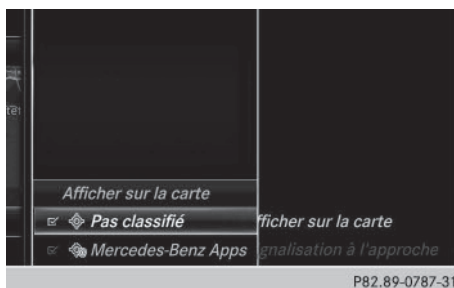 Afficher sur la carte
Pas classifié
fficher sur la carte
Mercedes-Benz Apps
gnalisation à l'approche
P82.89-0787-31